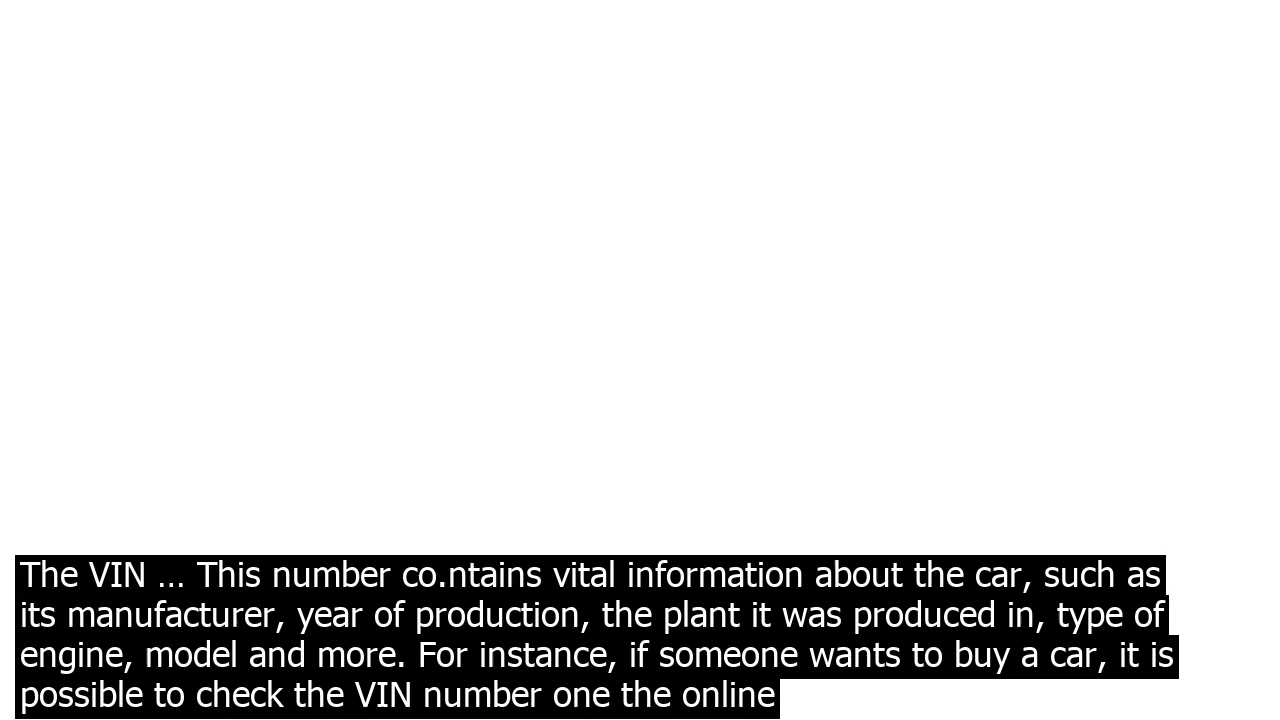 The VIN … This number co.ntains vital information about the car, such as
its manufacturer, year of production, the plant it was produced in, type of
engine, model and more. For instance, if someone wants to buy a car, it is
possible to check the VIN number one the online